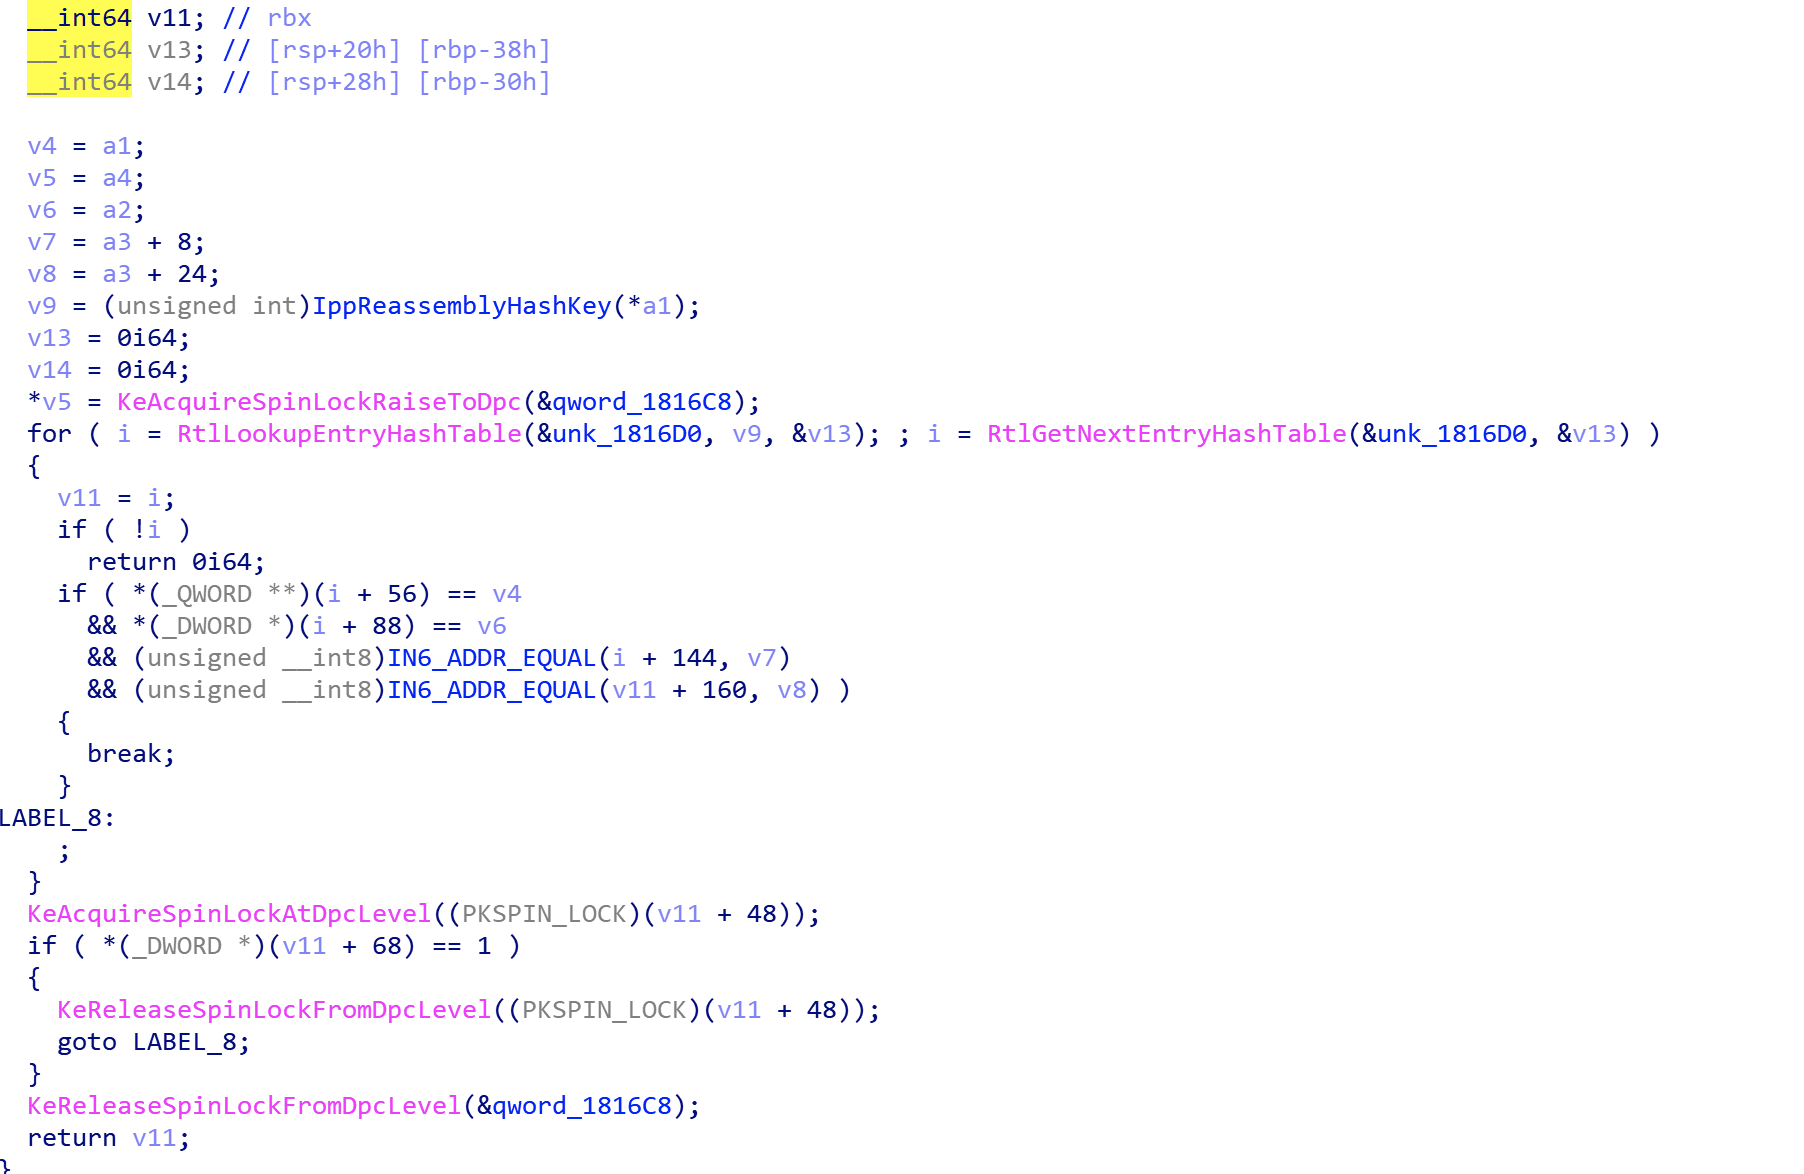 __int64 v11; // rbx
__int64 v13; // [rsp+20h] [rbp-38h]
__int64 v14; // [rsp+28h] [rbp-30h]
v4 = a1;
v5 = a4;
v6 = a2;
v7 = a3 + 8;
v8 = a3 + 24;
v9 = (unsigned int)IppReassemblyHashKey(*a1);
v13 = 0i64;
v14 = 0i64;
*v5 = KeAcquireSpinLockRaiseToDpc(&qword_1816C8);
for ( i = RtlLookupEntryHashTable(&unk_1816D0, v9, &v13); ; i = RtlGetNextEntryHashTable(&unk_1816D0, &v13) )
{
v11 = i;
if ( !i )
return 0i64;
if ( *(_QWORD **)(i + 56) == v4
&& *(_DWORD *)(i + 88) == v6
&& (unsigned __int8)IN6_ADDR_EQUAL(i + 144, v7)
&& (unsigned __int8)IN6_ADDR_EQUAL(v11 + 160, v8) )
{
break;
}
LABEL_8:
;
}
KeAcquireSpinLockAtDpcLevel((PKSPIN_LOCK)(v11 + 48));
if ( *(_DWORD *)(v11 + 68) == 1 )
{
KeReleaseSpinLockFromDpcLevel((PKSPIN_LOCK)(v11 + 48));
goto LABEL_8;
}
KeReleaseSpinLockFromDpcLevel(&qword_1816C8);
return v11;
}